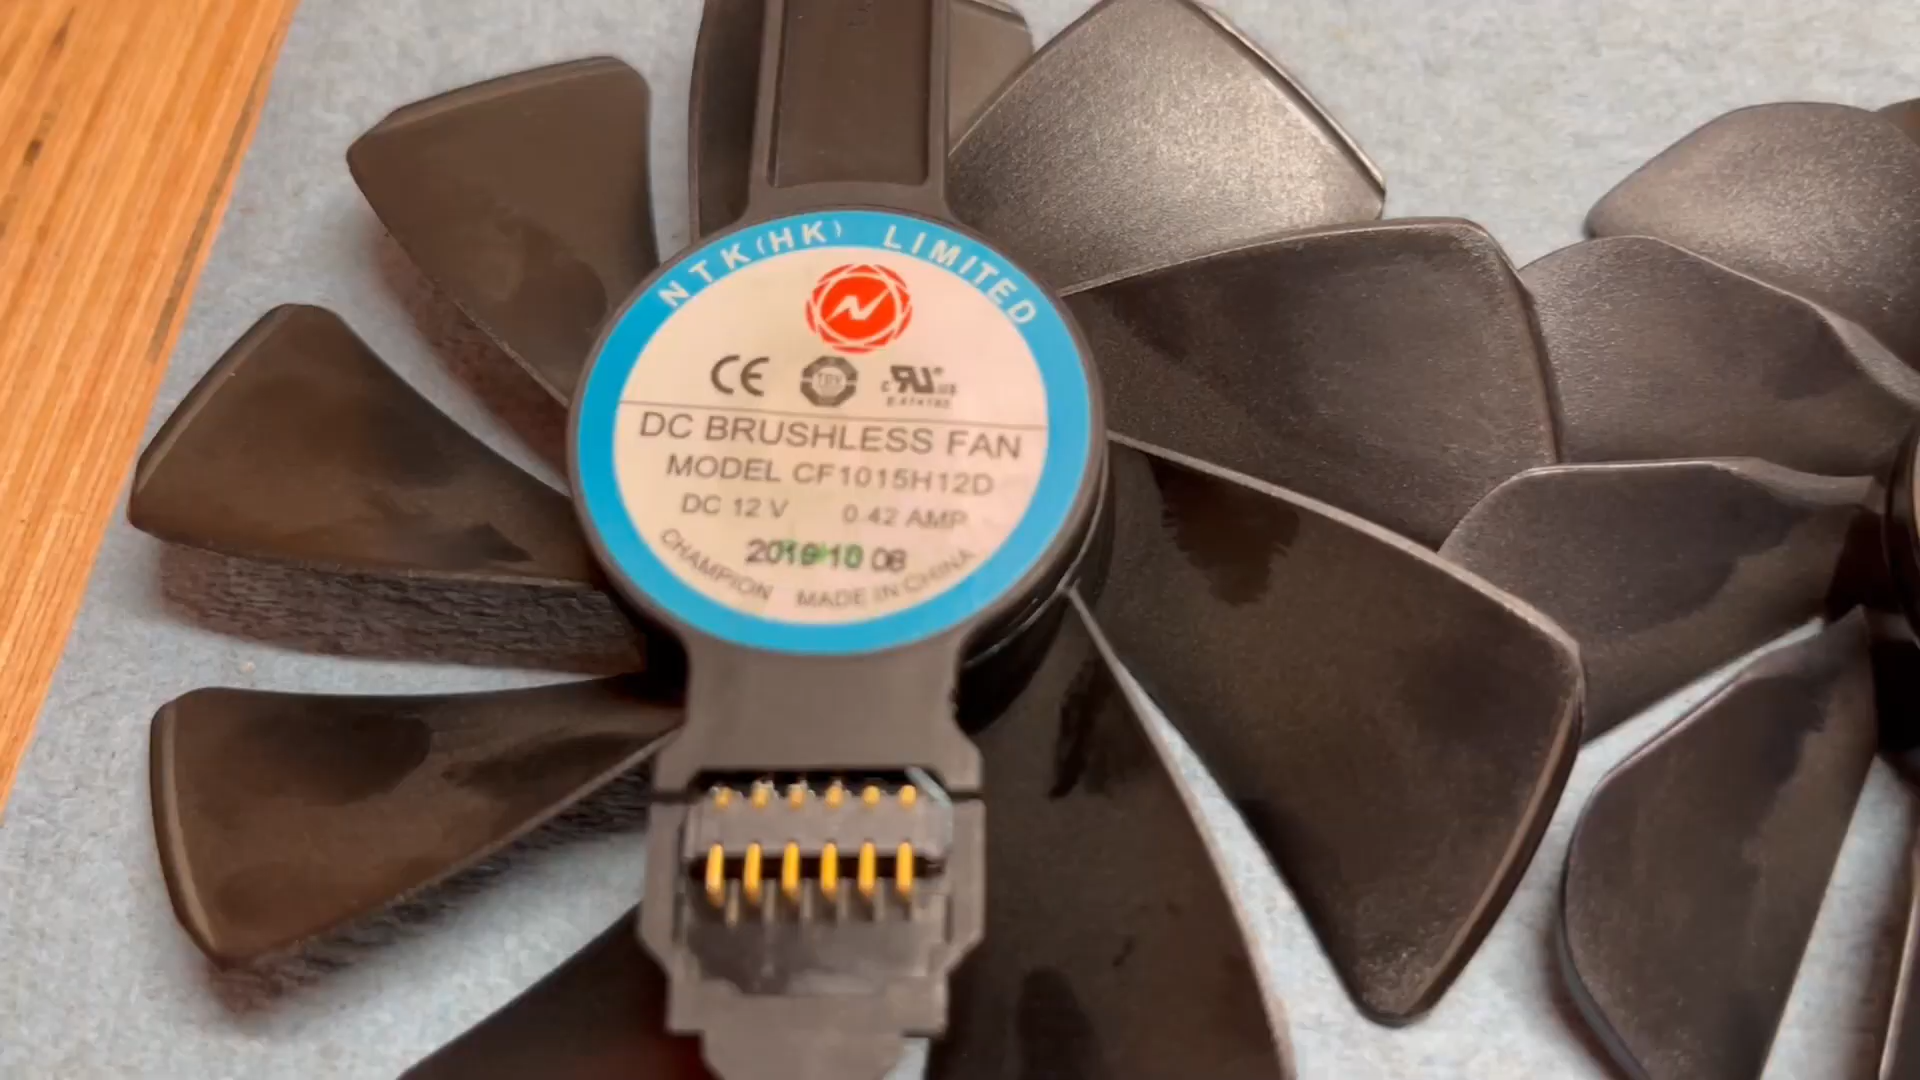 NTK(HK) LIMITED
CE
DC BRUSHLESS FAN
MODEL CF1015H12D
DC 12 V 0.42 AMP
10 08
CHAMPION MADE IN CHINA